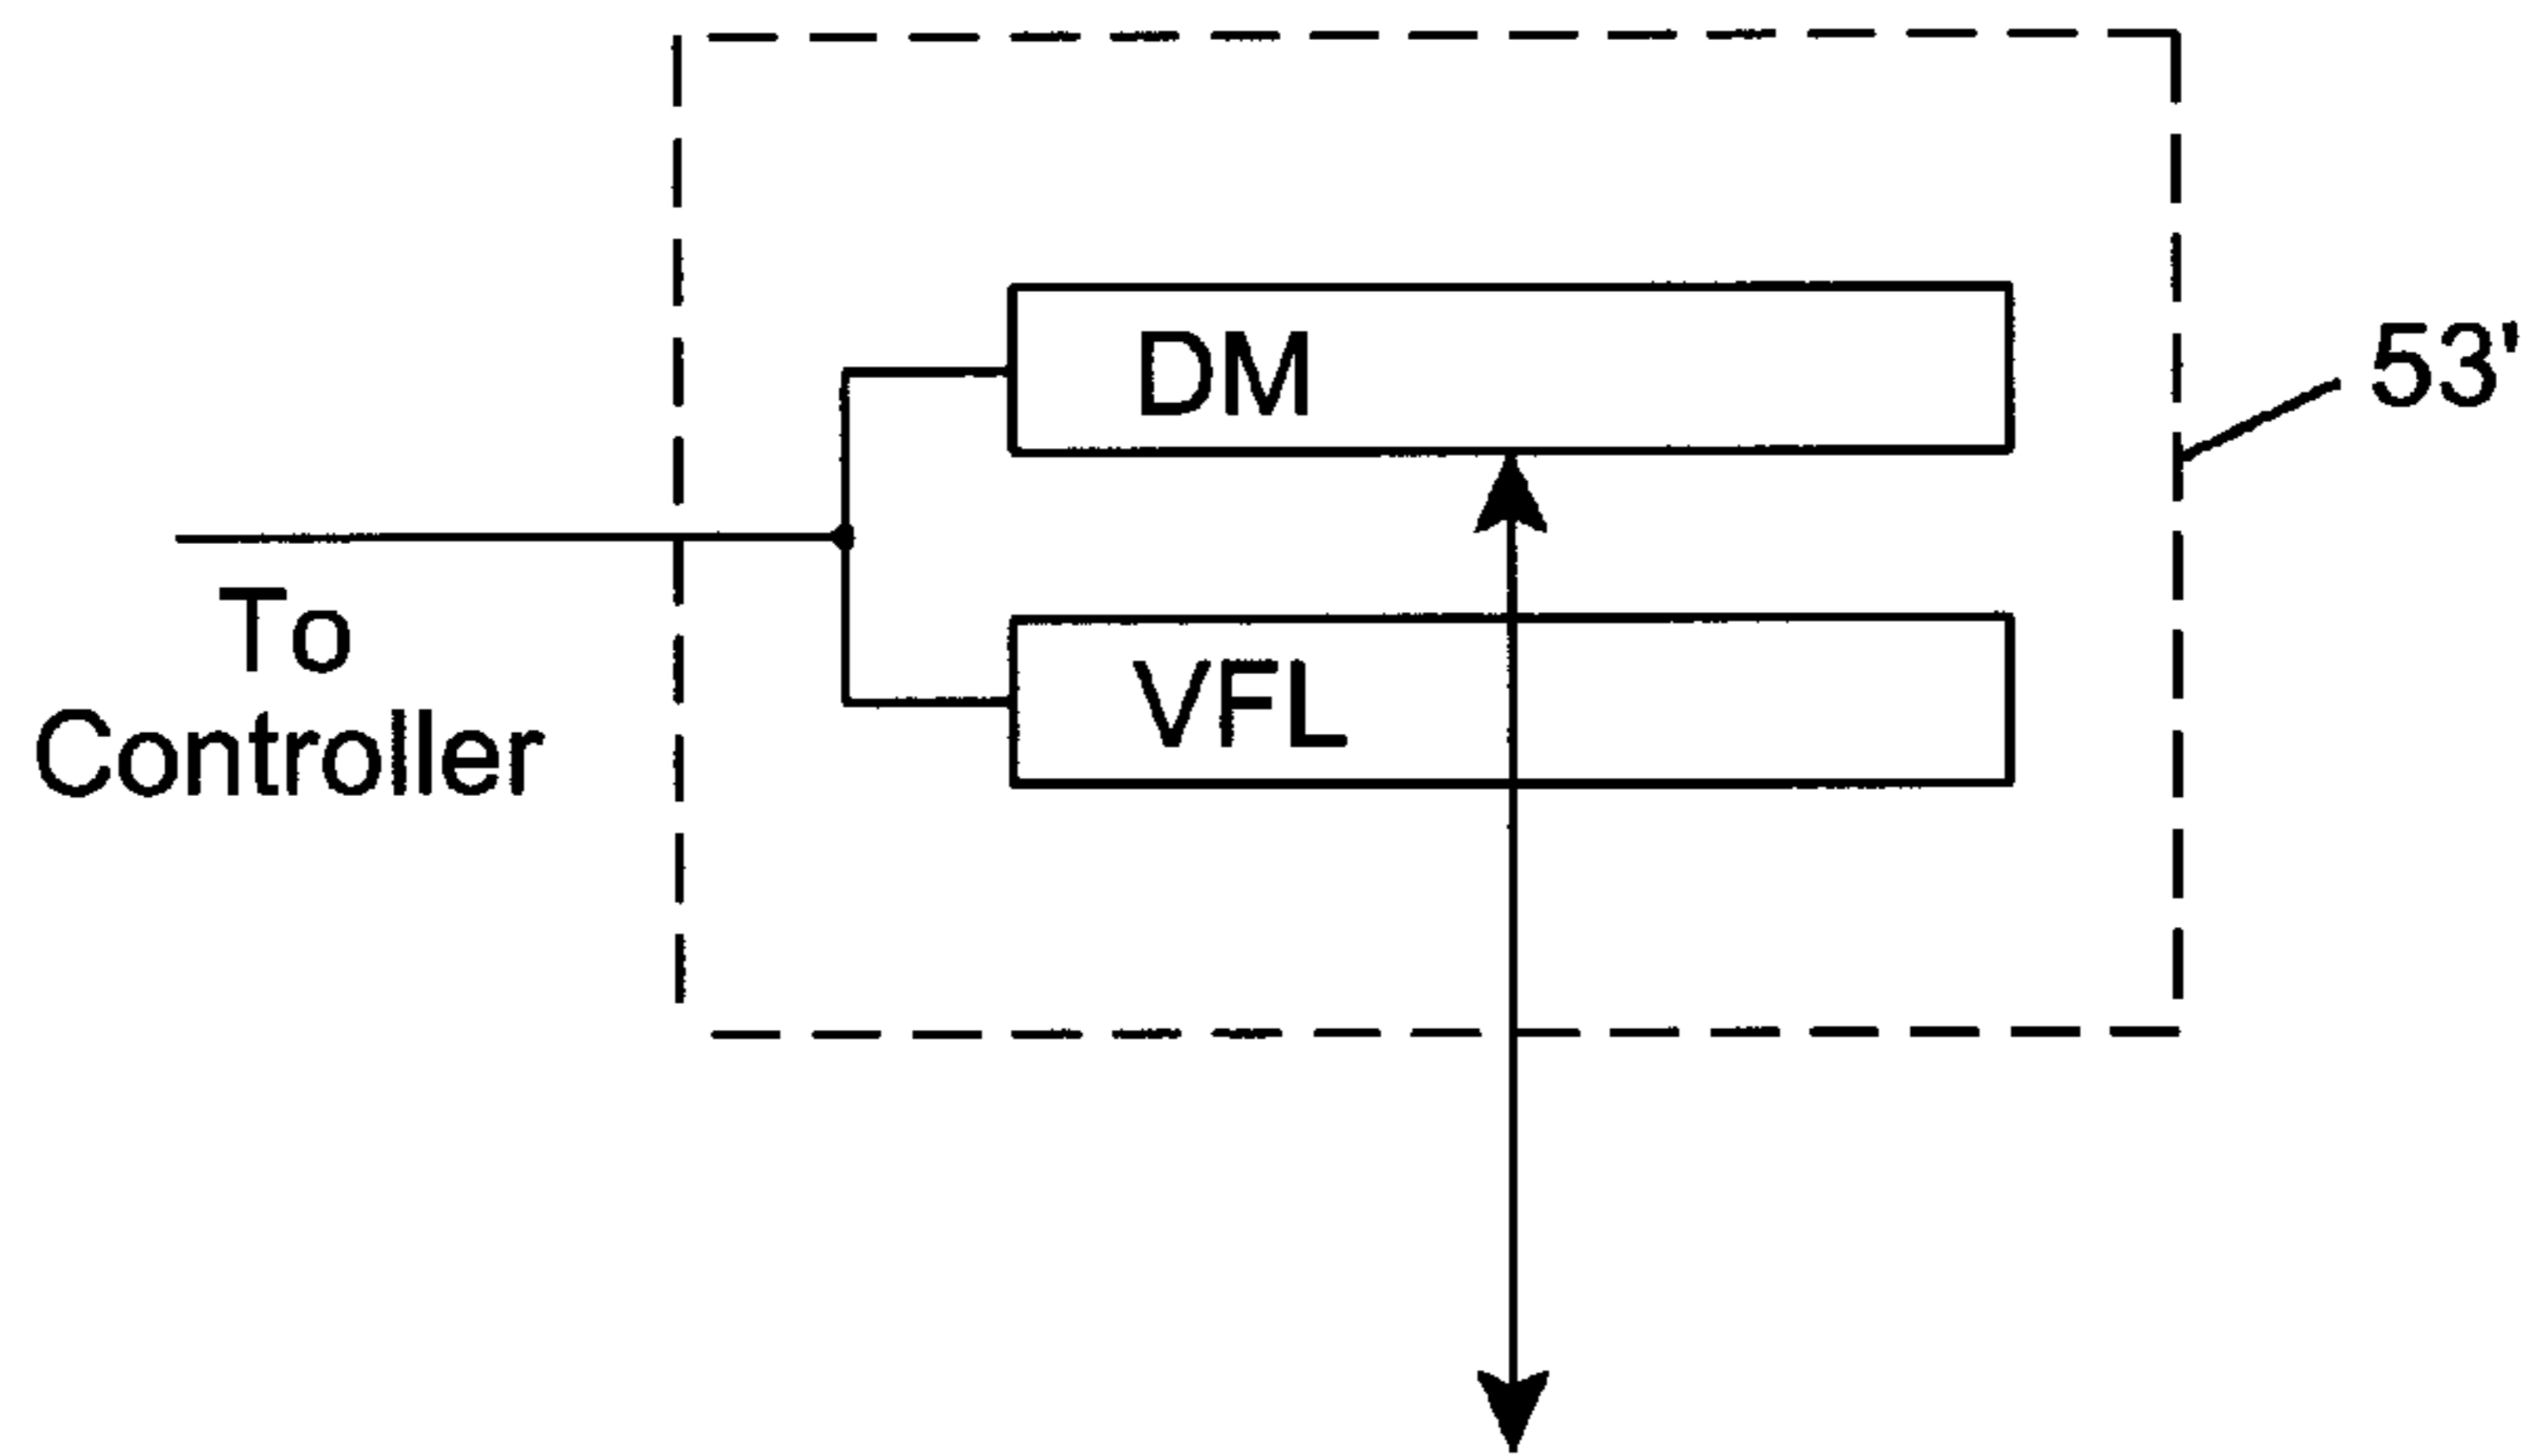 DM
53'
To
Controller
VFL